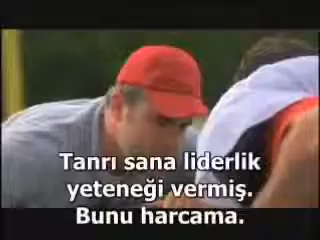 Tanrı sana liderlik
yeteneği vermiş.
Bunu harcama.